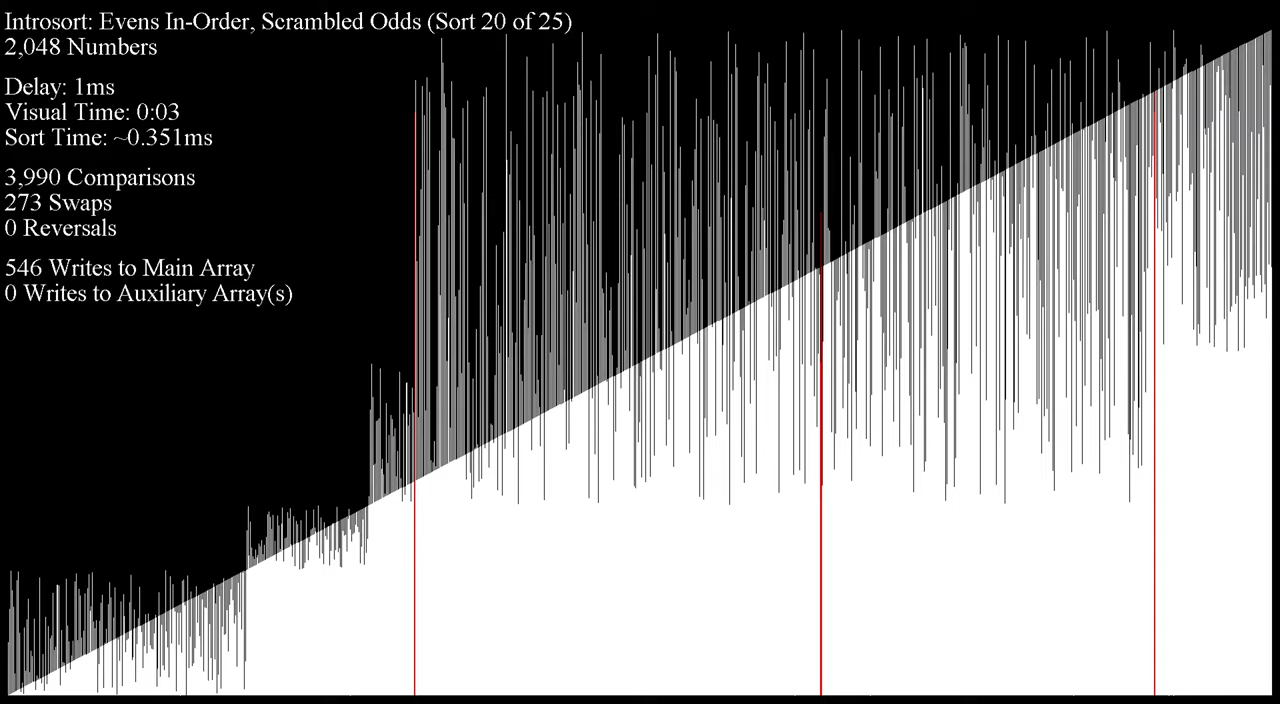 Introsort: Evens In-Order, Scrambled Odds (Sort 20 of 25)
2,048 Numbers
Delay: 1ms
Visual Time: 0:03
Sort Time: ~0.351ms
3,990 Comparisons
273 Swaps
0 Reversals
546 Writes to Main Array
0 Writes to Auxiliary Array(s)